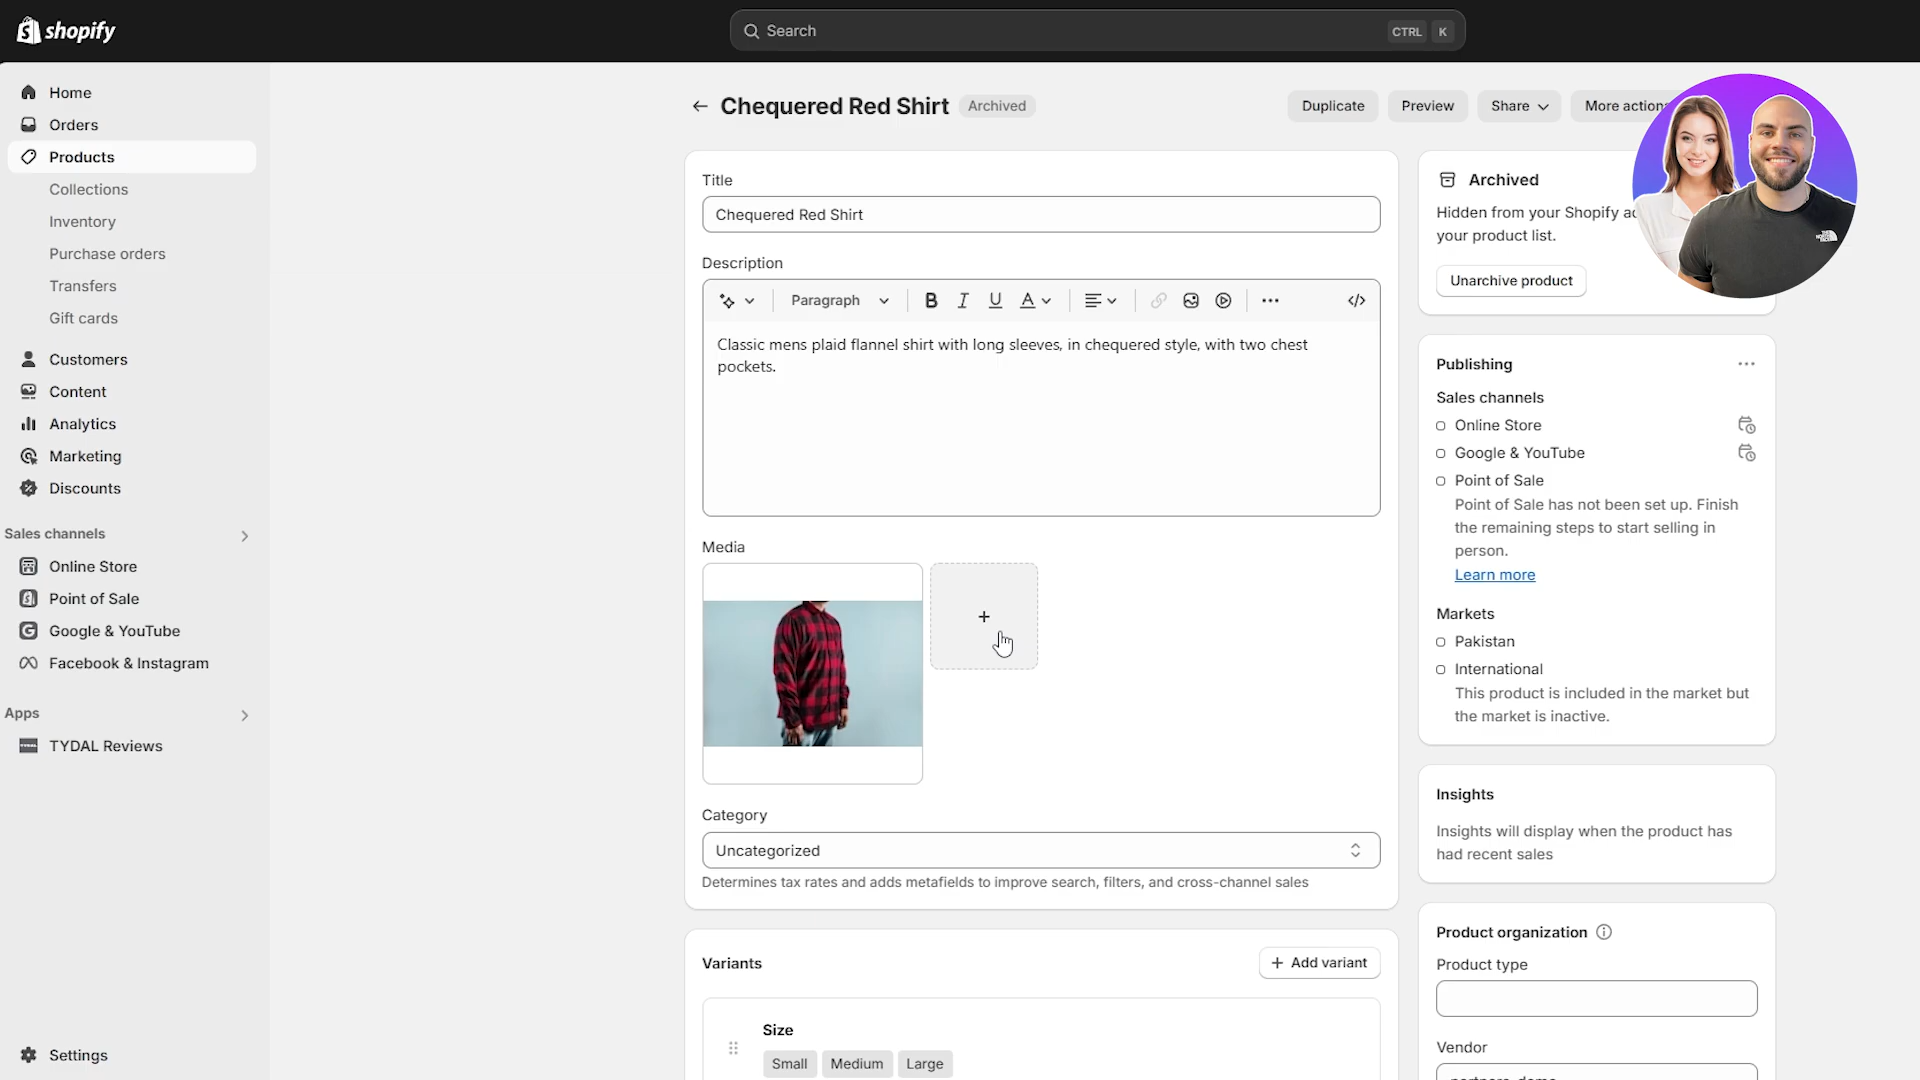 shopify
Search
CTRL K
Home
Orders
Products
Collections
Inventory
Purchase orders
Transfers
Gift cards
Customers
Content
Analytics
Marketing
Discounts
Sales channels
Online Store
Point of Sale
Google & YouTube
Facebook & Instagram
Apps
TYDAL Reviews
Settings
Chequered Red Shirt
Archived
Duplicate
Preview
Share
More action
Title
Chequered Red Shirt
Description
Paragraph
B I U A
Classic mens plaid flannel shirt with long sleeves, in chequered style, with two chest
pockets.
Media
Category
Uncategorized
Determines tax rates and adds metafields to improve search, filters, and cross-channel sales
Variants
+ Add variant
Size
Small Medium Large
Archived
Hidden from your Shopify
your product list.
Unarchive product
Publishing
Sales channels
Online Store
Google & YouTube
Point of Sale
Point of Sale has not been set up. Finish
the remaining steps to start selling in
person.
Learn more
Markets
Pakistan
International
This product is included in the market but
the market is inactive.
Insights
Insights will display when the product has
had recent sales
Product organization
Product type
Vendor